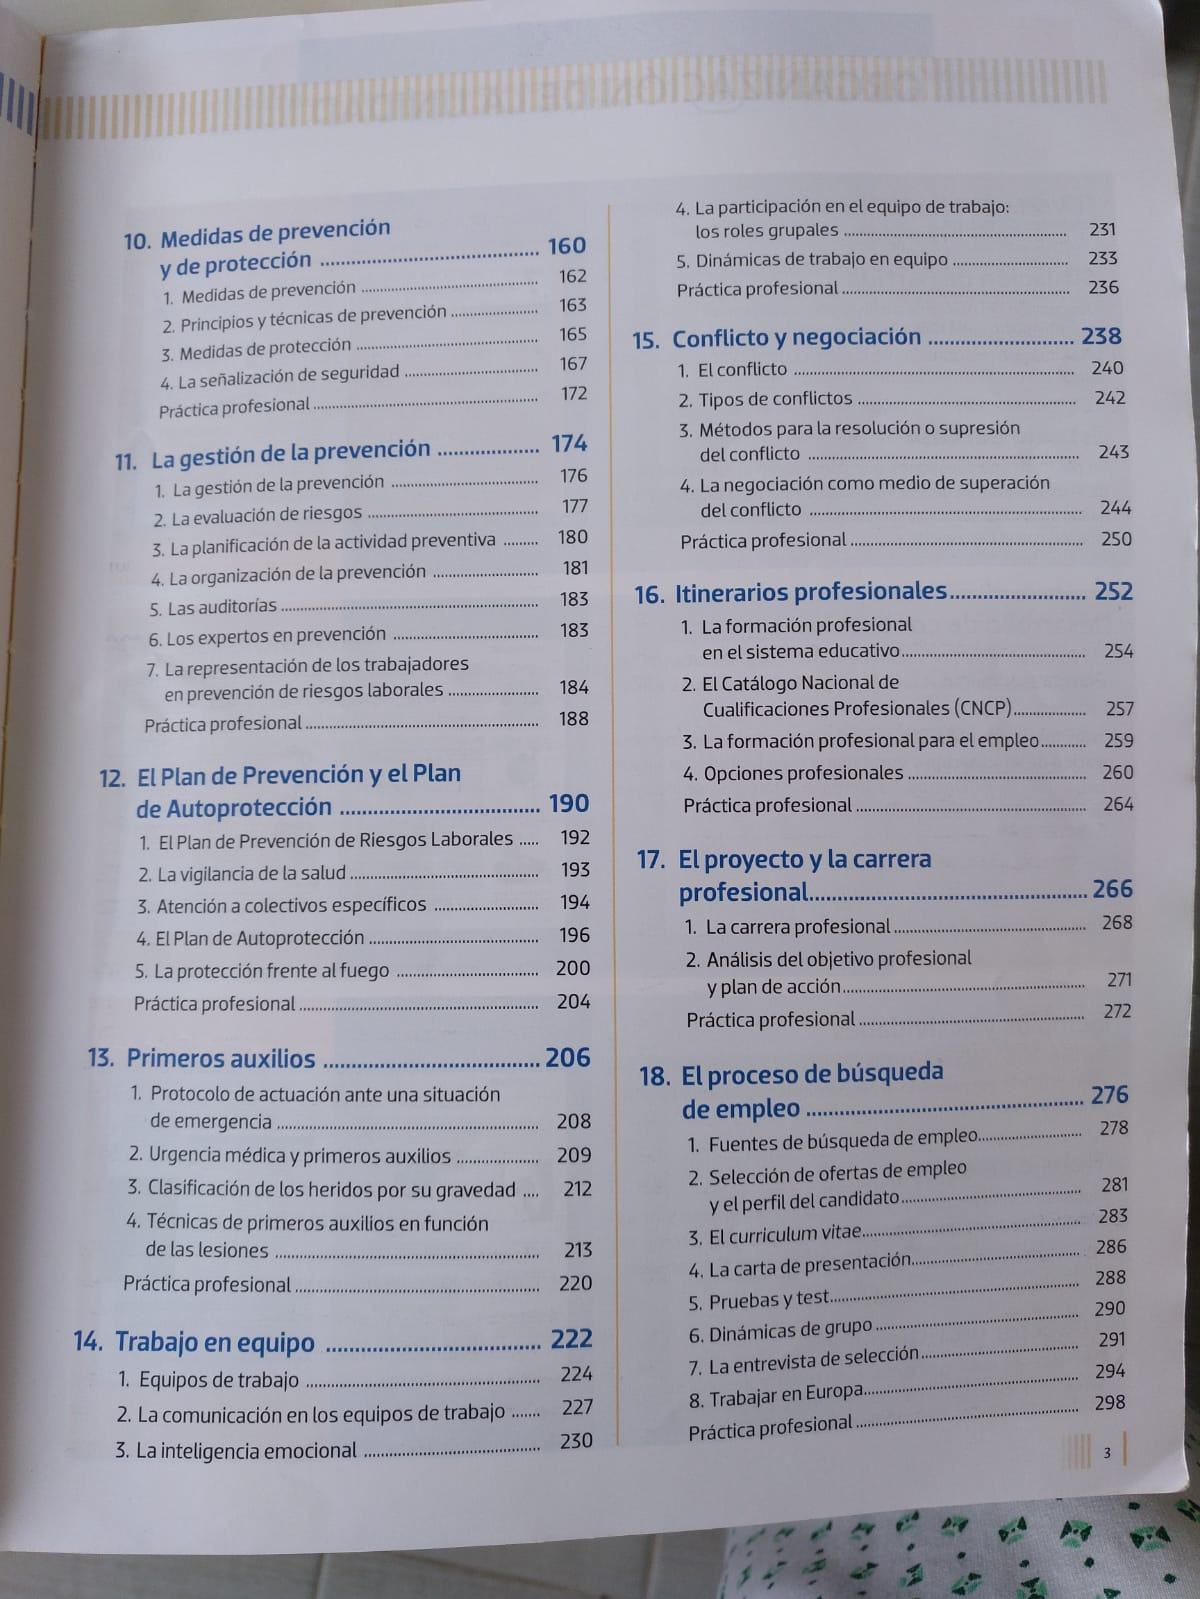 10. Medidas de prevención
y de protección ........ 160
1. Medidas de prevención ........ 162
2. Principios y técnicas de prevención ........ 163
3. Medidas de protección ........ 165
4. La señalización de seguridad ........ 167
Práctica profesional ........ 172
11. La gestión de la prevención ........ 174
1. La gestión de la prevención ........ 176
2. La evaluación de riesgos ........ 177
3. La planificación de la actividad preventiva ........ 180
4. La organización de la prevención ........ 181
5. Las auditorías ........ 183
6. Los expertos en prevención ........ 183
7. La representación de los trabajadores
en prevención de riesgos laborales ........ 184
Práctica profesional ........ 188
12. El Plan de Prevención y el Plan
de Autoprotección ........ 190
1. El Plan de Prevención de Riesgos Laborales ..... 192
2. La vigilancia de la salud ........ 193
3. Atención a colectivos específicos ........ 194
4. El Plan de Autoprotección ........ 196
5. La protección frente al fuego ........ 200
Práctica profesional ........ 204
13. Primeros auxilios ........ 206
1. Protocolo de actuación ante una situación
de emergencia ........ 208
2. Urgencia médica y primeros auxilios ........ 209
3. Clasificación de los heridos por su gravedad .... 212
4. Técnicas de primeros auxilios en función
de las lesiones ........ 213
Práctica profesional ........ 220
14. Trabajo en equipo ........ 222
1. Equipos de trabajo ........ 224
2. La comunicación en los equipos de trabajo ....... 227
3. La inteligencia emocional ........ 230
4. La participación en el equipo de trabajo:
los roles grupales ........ 231
5. Dinámicas de trabajo en equipo ........ 233
Práctica profesional ........ 236
15. Conflicto y negociación ........ 238
1. El conflicto ........ 240
2. Tipos de conflictos ........ 242
3. Métodos para la resolución o supresión
del conflicto ........ 243
4. La negociación como medio de superación
del conflicto ........ 244
Práctica profesional ........ 250
16. Itinerarios profesionales ........ 252
1. La formación profesional
en el sistema educativo ........ 254
2. El Catálogo Nacional de
Cualificaciones Profesionales (CNCP) ........ 257
3. La formación profesional para el empleo ........ 259
4. Opciones profesionales ........ 260
Práctica profesional ........ 264
17. El proyecto y la carrera
profesional ........ 266
1. La carrera profesional ........ 268
2. Análisis del objetivo profesional
y plan de acción ........ 271
Práctica profesional ........ 272
18. El proceso de búsqueda
de empleo ........ 276
1. Fuentes de búsqueda de empleo ........ 278
2. Selección de ofertas de empleo
y el perfil del candidato ........ 281
3. El curriculum vitae ........ 283
4. La carta de presentación ........ 286
5. Pruebas y test ........ 288
6. Dinámicas de grupo ........ 290
7. La entrevista de selección ........ 291
8. Trabajar en Europa ........ 294
Práctica profesional ........ 298
3